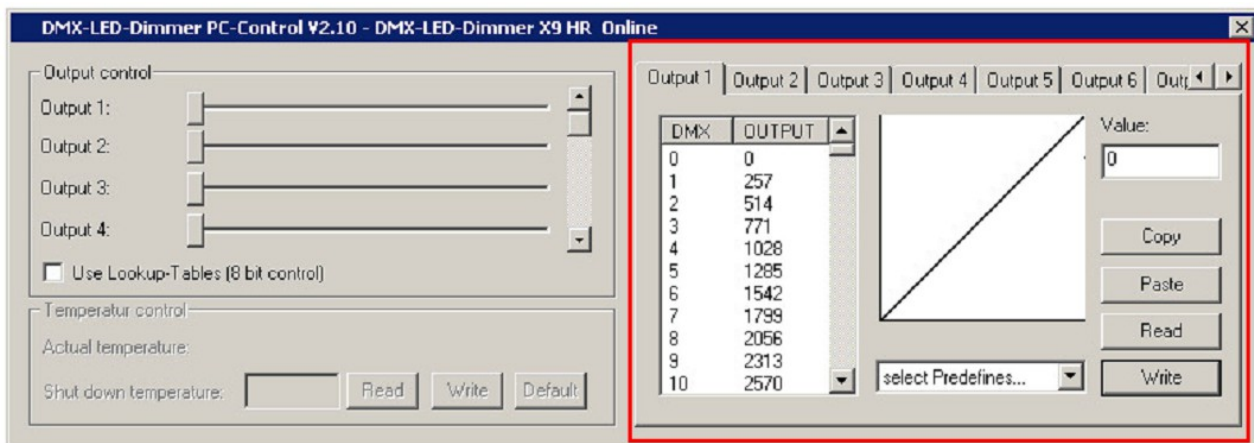 DMX-LED-Dimmer PC-Control V2.10 - DMX-LED-Dimmer X9 HR Online
Output control
Output 1:
Output 2:
Output 3:
Output 4:
Use Lookup-Tables (8 bit control)
Temperatur control
Actual temperature:
Shut down temperature:
Read
Write
Default
Output 1
Output 2
Output 3
Output 4
Output 5
Output 6
DMX OUTPUT
0 0
1 257
2 514
3 771
4 1028
5 1285
6 1542
7 1799
8 2056
9 2313
10 2570
select Predefines...
Value:
0
Copy
Paste
Read
Write